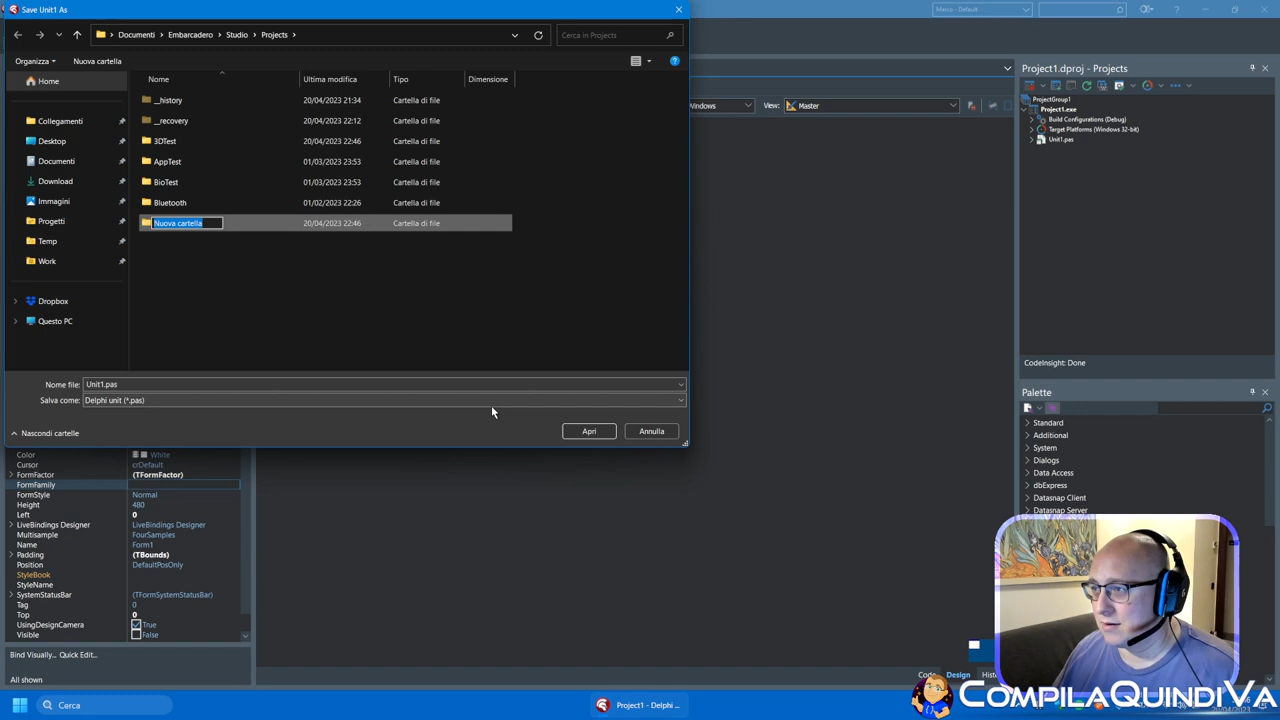 Save Unit1 As
Marco - Default
Documenti
Embarcadero
Studio
Projects
Cerca in Projects
Organizza
Nuova cartella
Home
Collegamenti
Desktop
Documenti
Download
Immagini
Progetti
Temp
Work
Dropbox
Questo PC
Nome Ultima modifica Tipo Dimensione
__history 20/04/2023 21:34 Cartella di file
__recovery 20/04/2023 22:12 Cartella di file
3DTest 20/04/2023 22:46 Cartella di file
AppTest 01/03/2023 23:53 Cartella di file
BioTest 01/03/2023 23:53 Cartella di file
Bluetooth 01/02/2023 22:26 Cartella di file
Nuova cartella 20/04/2023 22:46 Cartella di file
Nome file: Unit1.pas
Salva come: Delphi unit (*.pas)
Nascondi cartelle
Apri
Annulla
View:
Master
Project1.dproj - Projects
ProjectGroup1
Project1.exe
Build Configurations (Debug)
Target Platforms (Windows 32-bit)
Unit1.pas
CodeInsight: Done
Palette
Standard
Additional
System
Dialogs
Data Access
dbExpress
Datasnap Client
Datasnap Server
Color White
Cursor crDefault
FormFactor (TFormFactor)
FormFamily
FormStyle Normal
Height 480
Left 0
LiveBindings Designer LiveBindings Designer
Multisample FourSamples
Name Form1
Padding (TBounds)
Position DefaultPosOnly
StyleBook
StyleName
SystemStatusBar (TFormSystemStatusBar)
Tag 0
Top 0
UsingDesignCamera True
Visible False
Bind Visually... Quick Edit...
All shown
Design
Cerca
Project1 - Delphi ...
CompilaQuindiVa